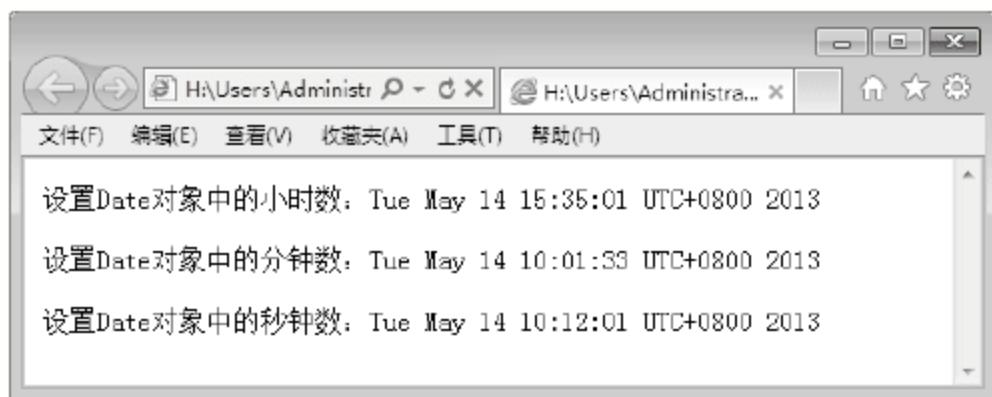 H:\Users\Administr
H:\Users\Administra...
文件(F) 编辑(E) 查看(V) 收藏夹(A) 工具(T) 帮助(H)
设置Date对象中的小时数：Tue May 14 15:35:01 UTC+0800 2013
设置Date对象中的分钟数：Tue May 14 10:01:33 UTC+0800 2013
设置Date对象中的秒钟数：Tue May 14 10:12:01 UTC+0800 2013